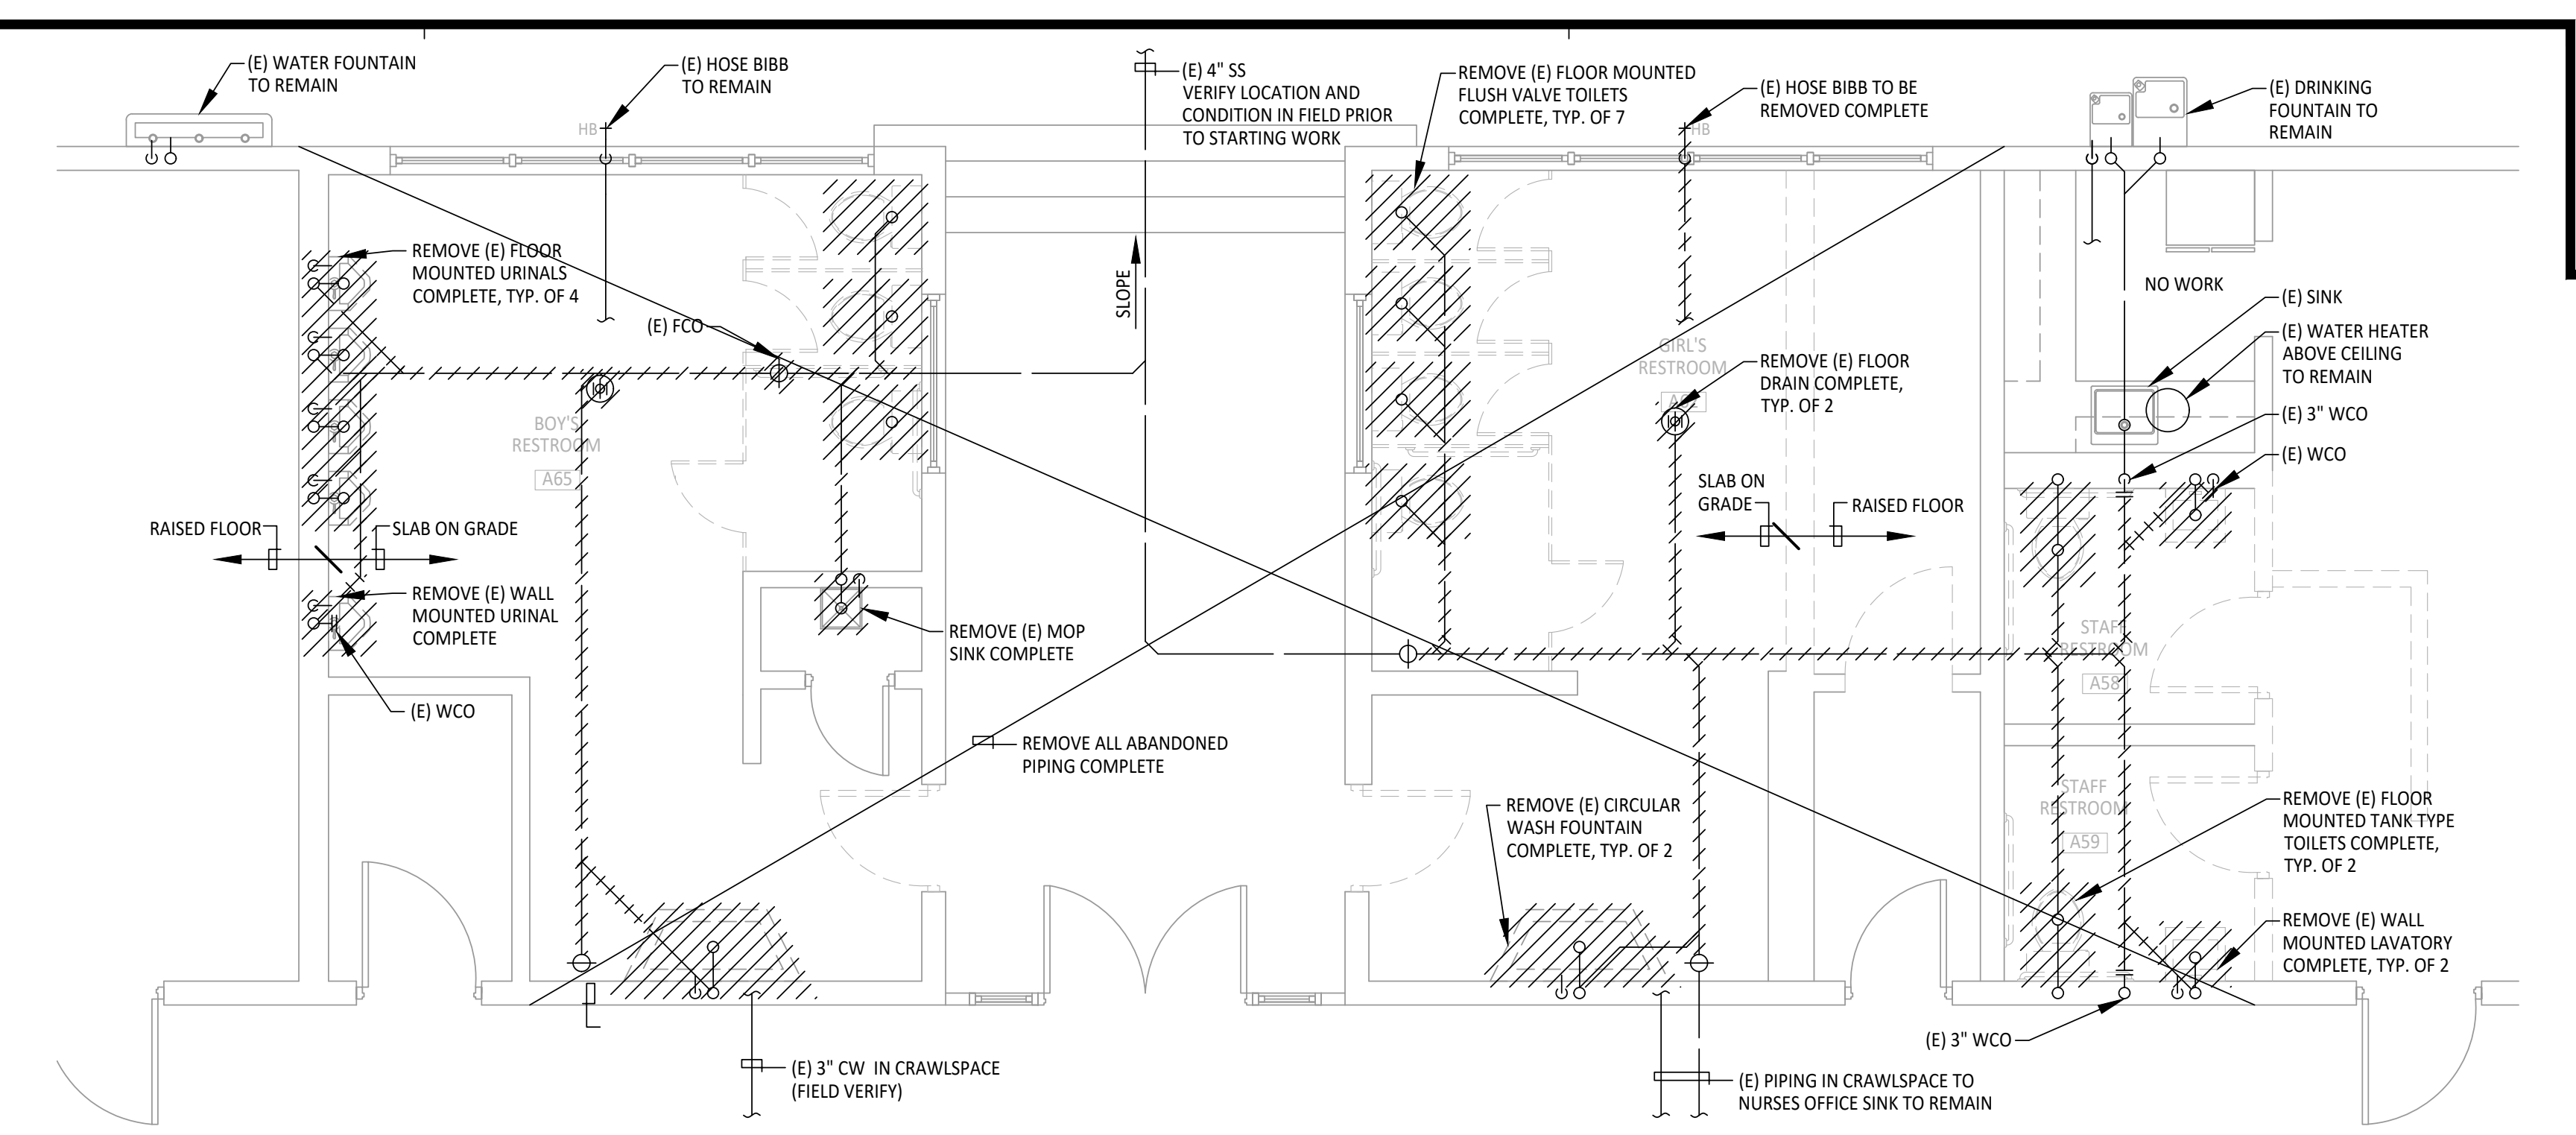 (E) WATER FOUNTAIN
TO REMAIN
(E) HOSE BIBB
TO REMAIN
HB
(E) 4" SS
VERIFY LOCATION AND
CONDITION IN FIELD PRIOR
TO STARTING WORK
REMOVE (E) FLOOR MOUNTED
FLUSH VALVE TOILETS
COMPLETE, TYP. OF 7
(E) HOSE BIBB TO BE
REMOVED COMPLETE
HB
(E) DRINKING
FOUNTAIN TO
REMAIN
REMOVE (E) FLOOR
MOUNTED URINALS
COMPLETE, TYP. OF 4
(E) FCO
SLOPE
NO WORK
(E) SINK
(E) WATER HEATER
ABOVE CEILING
TO REMAIN
GIRL'S
RESTROOM
REMOVE (E) FLOOR
DRAIN COMPLETE,
TYP. OF 2
(E) 3" WCO
(E) WCO
BOY'S
RESTROOM
A65
RAISED FLOOR
SLAB ON GRADE
SLAB ON
GRADE
RAISED FLOOR
REMOVE (E) WALL
MOUNTED URINAL
COMPLETE
(E) WCO
REMOVE (E) MOP
SINK COMPLETE
STAFF
RESTROOM
A58
REMOVE ALL ABANDONED
PIPING COMPLETE
STAFF
RESTROOM
A59
REMOVE (E) CIRCULAR
WASH FOUNTAIN
COMPLETE, TYP. OF 2
REMOVE (E) FLOOR
MOUNTED TANK TYPE
TOILETS COMPLETE,
TYP. OF 2
REMOVE (E) WALL
MOUNTED LAVATORY
COMPLETE, TYP. OF 2
(E) 3" WCO
(E) 3" CW IN CRAWLSPACE
(FIELD VERIFY)
(E) PIPING IN CRAWLSPACE TO
NURSES OFFICE SINK TO REMAIN